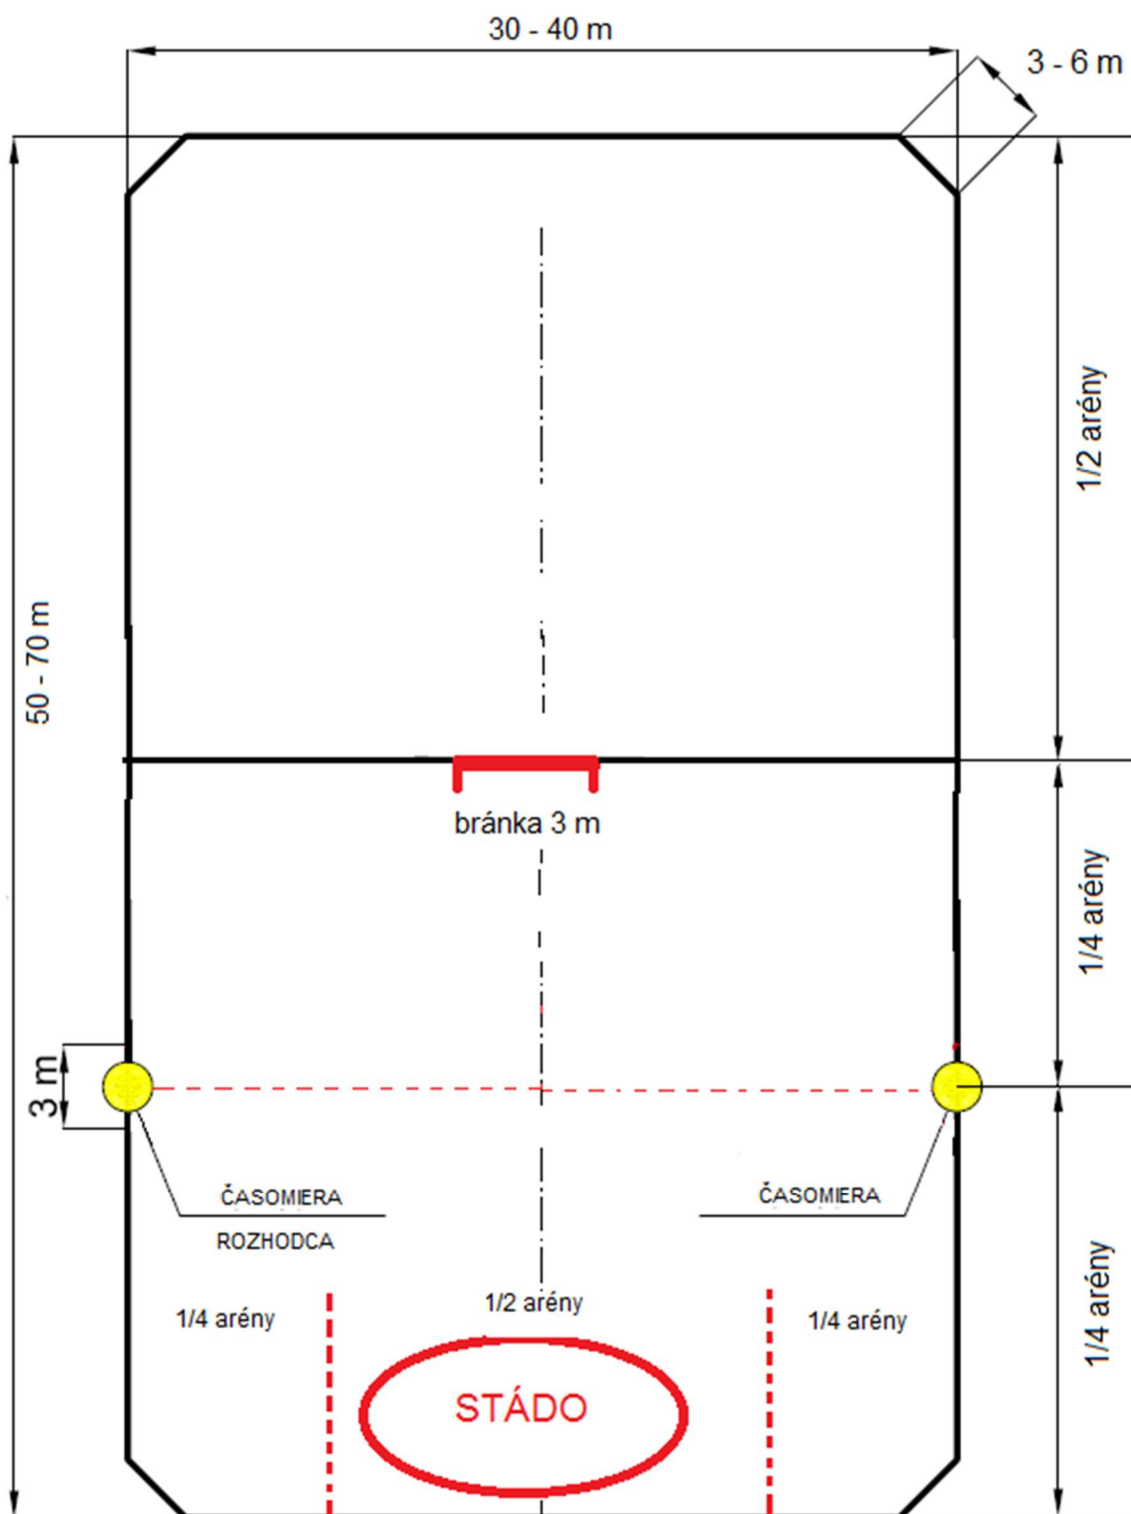 30 - 40 m
3 - 6 m
1/2 arény
50 - 70 m
bránka 3 m
1/4 arény
3 m
ČASOMIERA
ROZHODCA
ČASOMIERA
1/4 arény
1/2 arény
1/4 arény
1/4 arény
STÁDO